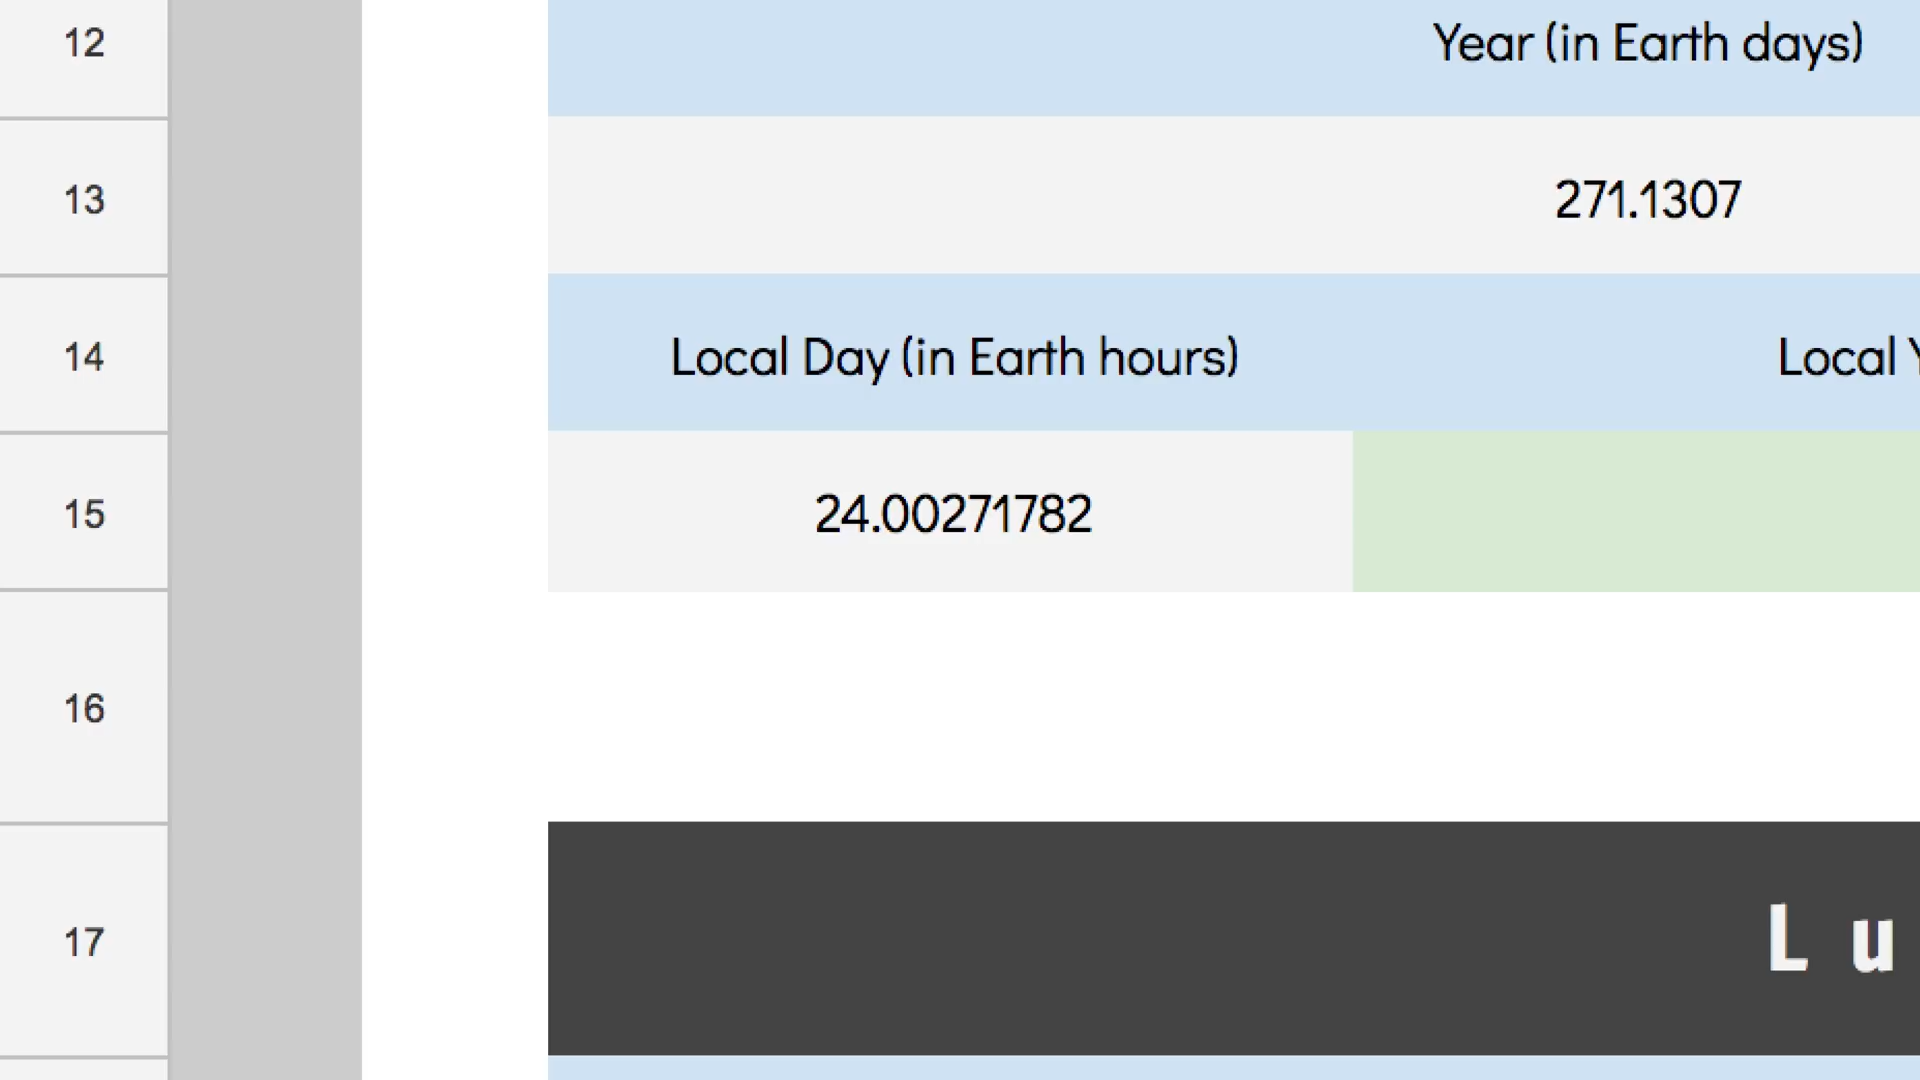 12 Year (in Earth days)
13 271.1307
14 Local Day (in Earth hours) Local
15 24.00271782
16
17 L u